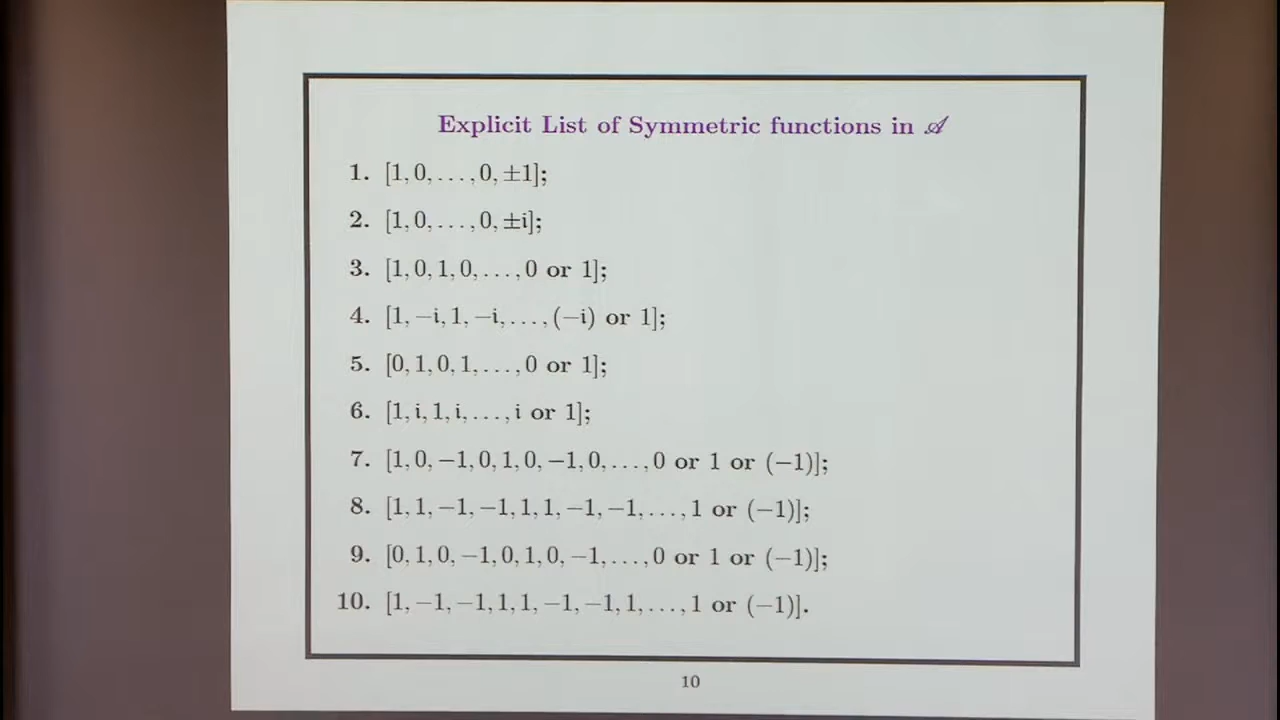 Explicit List of Symmetric functions in 𝒜
1. [1, 0, . . . , 0, ±1];
2. [1, 0, . . . , 0, ±i];
3. [1, 0, 1, 0, . . . , 0 or 1];
4. [1, −i, 1, −i, . . . , (−i) or 1];
5. [0, 1, 0, 1, . . . , 0 or 1];
6. [1, i, 1, i, . . . , i or 1];
7. [1, 0, −1, 0, 1, 0, −1, 0, . . . , 0 or 1 or (−1)];
8. [1, 1, −1, −1, 1, 1, −1, −1, . . . , 1 or (−1)];
9. [0, 1, 0, −1, 0, 1, 0, −1, . . . , 0 or 1 or (−1)];
10. [1, −1, −1, 1, 1, −1, −1, 1, . . . , 1 or (−1)].
10